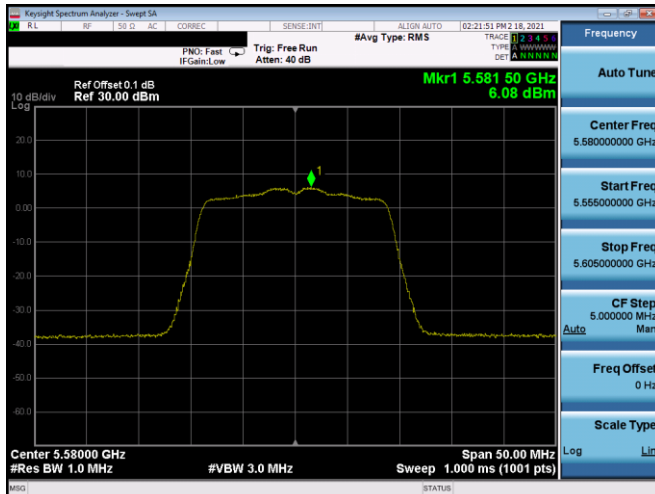 Keysight Spectrum Analyzer - Swept SA
RL RF 50 Ω AC CORREC SENSE:INT ALIGN AUTO 02:21:51 PM 2 18, 2021
#Avg Type: RMS
TRACE 1 2 3 4 5 6
TYPE A WWWWW
DET A N N N N N
PNO: Fast
IFGain:Low
Trig: Free Run
Atten: 40 dB
Ref Offset 0.1 dB
Ref 30.00 dBm
10 dB/div
Log
Mkr1 5.581 50 GHz
6.08 dBm
1
20.0
10.0
0.00
-10.0
-20.0
-30.0
-40.0
-50.0
-60.0
Center 5.58000 GHz
Span 50.00 MHz
#Res BW 1.0 MHz
#VBW 3.0 MHz
Sweep 1.000 ms (1001 pts)
MSG
STATUS
Frequency
Auto Tune
Center Freq
5.580000000 GHz
Start Freq
5.555000000 GHz
Stop Freq
5.605000000 GHz
CF Step
5.000000 MHz
Auto Man
Freq Offset
0 Hz
Scale Type
Log Lin